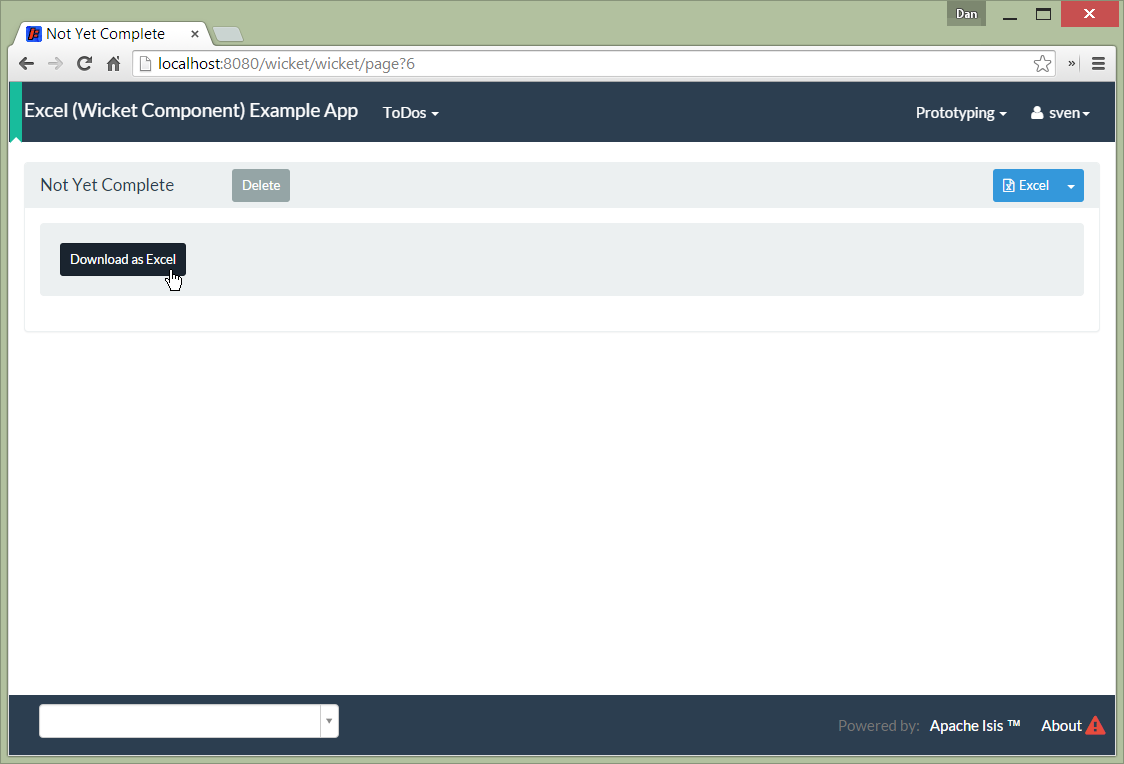 Dan
Not Yet Complete
localhost:8080/wicket/wicket/page?6
Excel (Wicket Component) Example App ToDos Prototyping sven
Not Yet Complete Delete Excel
Download as Excel
Powered by: Apache Isis ™ About